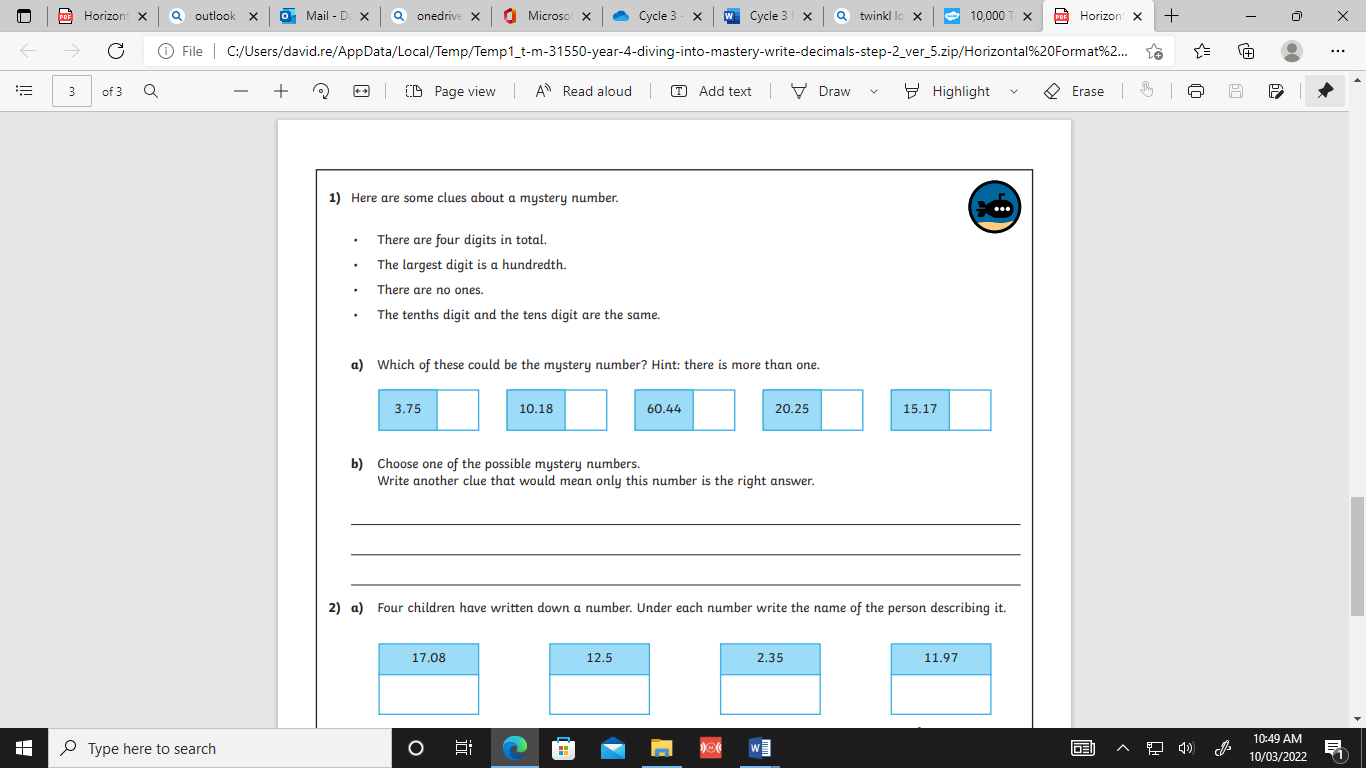 Horizon
outlook
Mail - D
onedrive
Microso
Cycle 3 -
Cycle 3
twinkl lo
10,000 T
Horizon
File
C:/Users/david.re/AppData/Local/Temp/Temp1_t-m-31550-year-4-diving-into-mastery-write-decimals-step-2_ver_5.zip/Horizontal%20Format%2...
3 of 3
Page view
Read aloud
Add text
Draw
Highlight
Erase
1) Here are some clues about a mystery number.
• There are four digits in total.
• The largest digit is a hundredth.
• There are no ones.
• The tenths digit and the tens digit are the same.
a) Which of these could be the mystery number? Hint: there is more than one.
3.75 10.18 60.44 20.25 15.17
b) Choose one of the possible mystery numbers.
Write another clue that would mean only this number is the right answer.
2) a) Four children have written down a number. Under each number write the name of the person describing it.
17.08 12.5 2.35 11.97
Type here to search
10:49 AM
10/03/2022
1